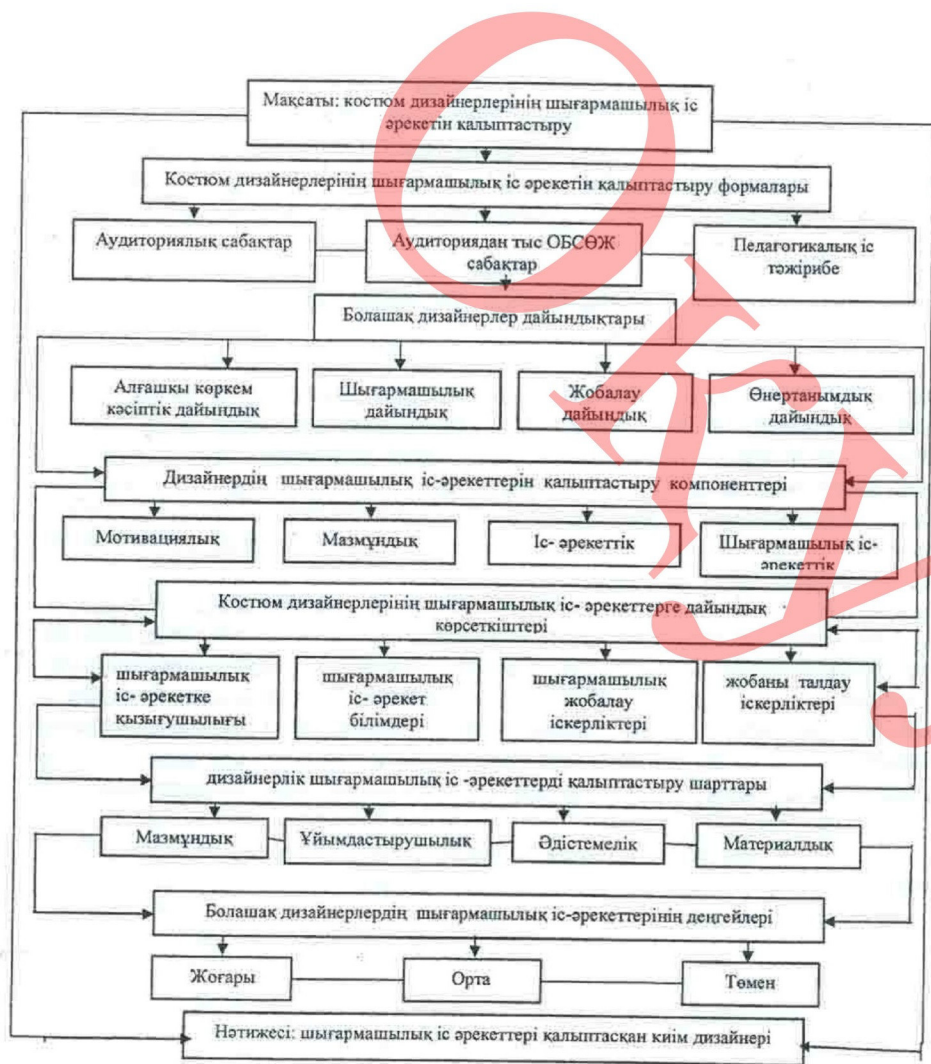 Мақсаты: костюм дизайнерлерінің шығармашылық іс
әрекетін қалыптастыру
Костюм дизайнерлерінің шығармашылық іс әрекетін қалыптастыру формалары
Аудиториялық сабақтар
Аудиториядан тыс ОБСӨЖ
сабақтар
Педагогикалық іс
тәжірибе
Болашақ дизайнерлер дайындықтары
Алғашқы көркем
кәсіптік дайындық
Шығармашылық
дайындық
Жобалау
дайындық
Өнертанымдық
дайындық
Дизайнердің шығармашылық іс-әрекеттерін қалыптастыру компоненттері
Мотивациялық
Мазмұндық
Іс- әрекеттік
Шығармашылық іс-
әрекеттік
Костюм дизайнерлерінің шығармашылық іс- әрекеттерге дайындық
көрсеткіштері
шығармашылық
іс- әрекетке
қызығушылығы
шығармашылық
іс- әрекет
білімдері
шығармашылық
жобалау
іскерліктері
жобаны талдау
іскерліктері
дизайнерлік шығармашылық іс -әрекеттерді қалыптастыру шарттары
Мазмұндық
Ұйымдастырушылық
Әдістемелік
Материалдық
Болашақ дизайнерлердің шығармашылық іс-әрекеттерінің деңгейлері
Жоғары
Орта
Төмен
Нәтижесі: шығармашылық іс әрекеттері қалыптасқан киім дизайнері